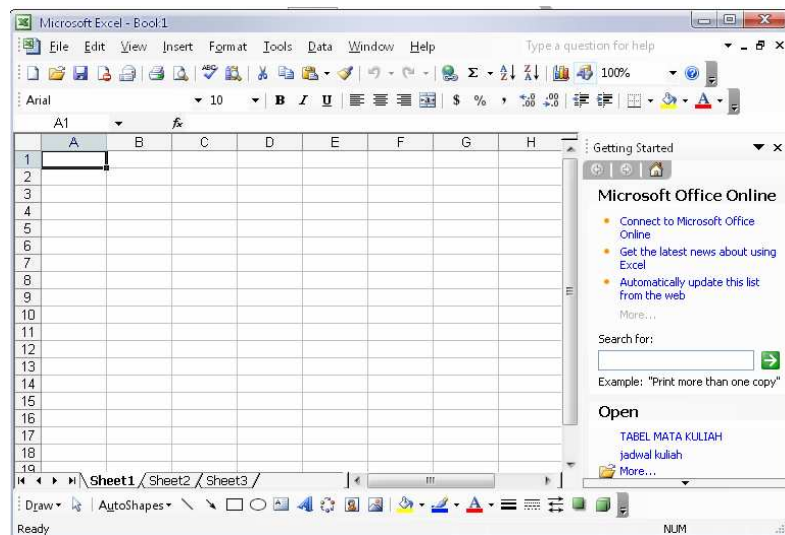 Microsoft Excel - Book1
File Edit View Insert Format Tools Data Window Help Type a question for help
100%
Arial 10 B I U $ % ,
A1 fx
A B C D E F G H
Getting Started
1
2
Microsoft Office Online
3
4
Connect to Microsoft Office
5
Online
6
Get the latest news about using
7
Excel
8
Automatically update this list
9
from the web
10
More...
11
Search for:
12
13
Example: "Print more than one copy"
14
15
Open
16
17
TABEL MATA KULIAH
18
jadwal kuliah
19
More...
Sheet1 Sheet2 Sheet3
Draw AutoShapes
Ready NUM